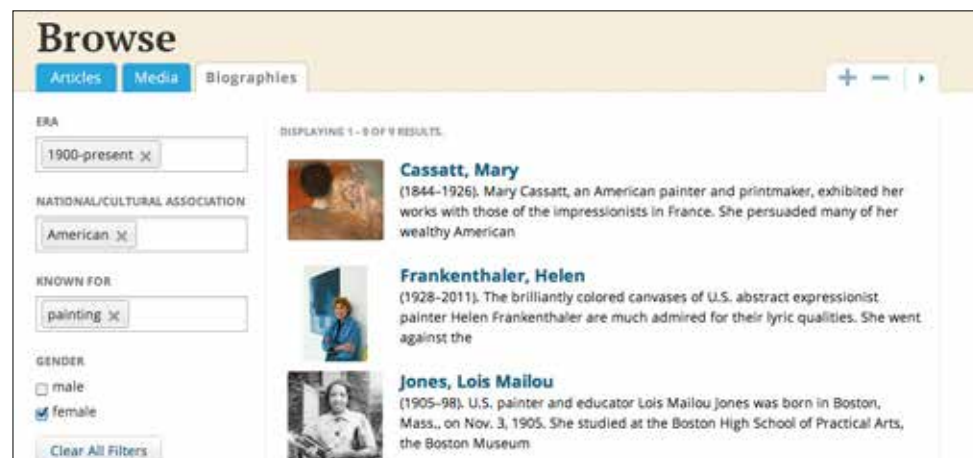 Browse
Articles
Media
Biographies
ERA
1900-present
NATIONAL/CULTURAL ASSOCIATION
American
KNOWN FOR
painting
GENDER
male
female
Clear All Filters
DISPLAYING 1 - 9 OF 9 RESULTS.
Cassatt, Mary
(1844–1926). Mary Cassatt, an American painter and printmaker, exhibited her
works with those of the impressionists in France. She persuaded many of her
wealthy American
Frankenthaler, Helen
(1928–2011). The brilliantly colored canvases of U.S. abstract expressionist
painter Helen Frankenthaler are much admired for their lyric qualities. She went
against the
Jones, Lois Mailou
(1905–98). U.S. painter and educator Lois Mailou Jones was born in Boston,
Mass., on Nov. 3, 1905. She studied at the Boston High School of Practical Arts,
the Boston Museum